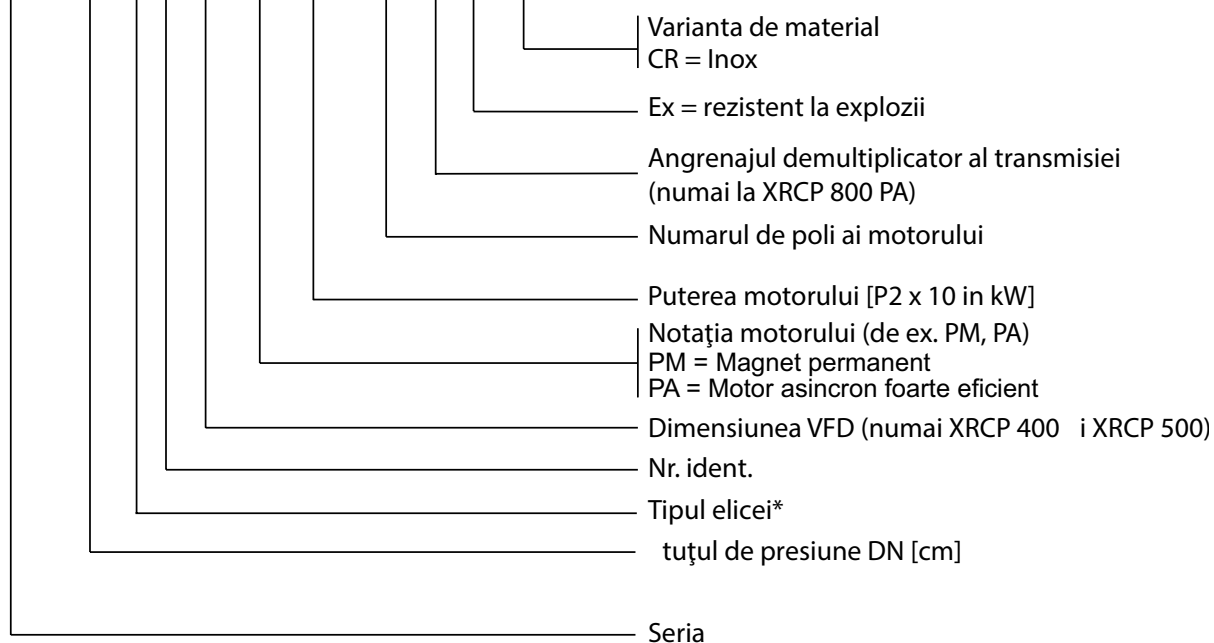 Varianta de material
CR = Inox
Ex = rezistent la explozii
Angrenajul demultiplicator al transmisiei
(numai la XRCP 800 PA)
Numarul de poli ai motorului
Puterea motorului [P2 x 10 in kW]
Notaţia motorului (de ex. PM, PA)
PM = Magnet permanent
PA = Motor asincron foarte eficient
Dimensiunea VFD (numai XRCP 400 i XRCP 500)
Nr. ident.
Tipul elicei*
tuţul de presiune DN [cm]
Seria